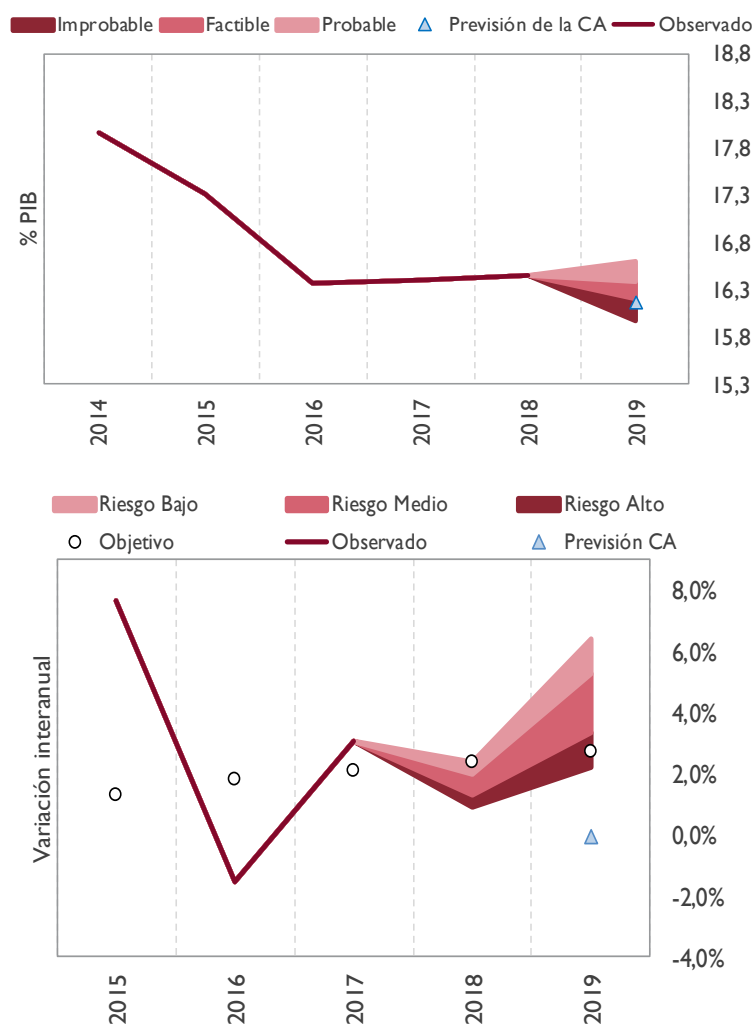 Improbable Factible Probable Previsión de la CA Observado
18,8
18,3
17,8
17,3
16,8
16,3
15,8
15,3
% PIB
2014 2015 2016 2017 2018 2019
Riesgo Bajo Riesgo Medio Riesgo Alto
Objetivo Observado Previsión CA
8,0%
6,0%
4,0%
2,0%
0,0%
-2,0%
-4,0%
Variación interanual
2015 2016 2017 2018 2019